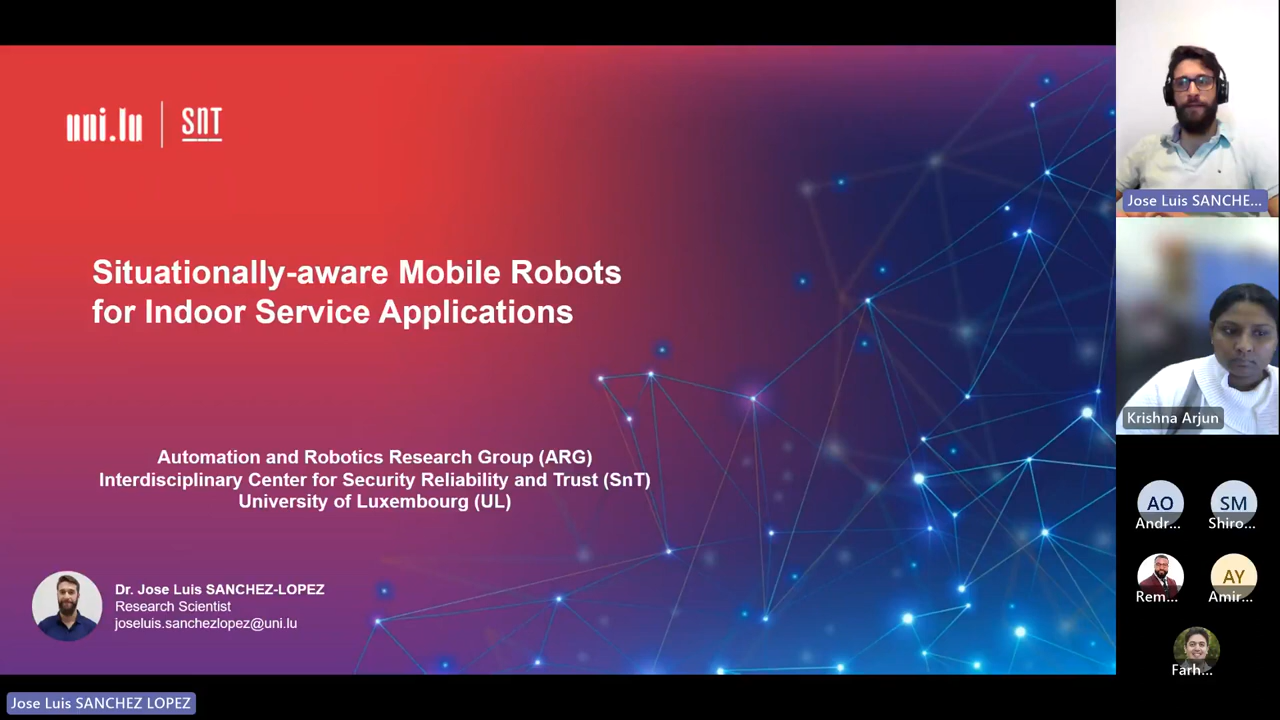 uni.lu | SNT
Situationally-aware Mobile Robots
for Indoor Service Applications
Automation and Robotics Research Group (ARG)
Interdisciplinary Center for Security Reliability and Trust (SnT)
University of Luxembourg (UL)
Dr. Jose Luis SANCHEZ-LOPEZ
Research Scientist
joseluis.sanchezlopez@uni.lu
Jose Luis SANCHEZ LOPEZ
Jose Luis SANCHE...
Krishna Arjun
AO
Andr...
SM
Shiro...
Rem...
AY
Amir...
Farh...